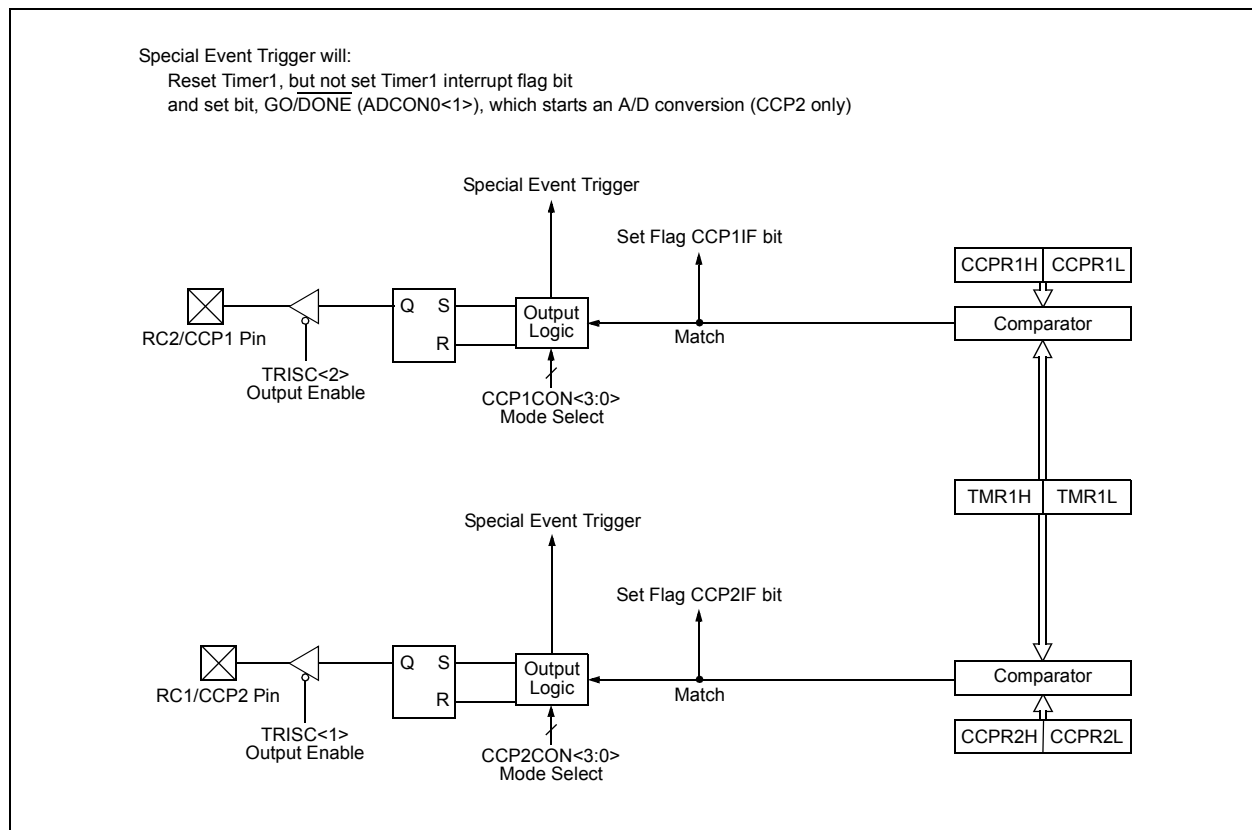 Special Event Trigger will:
Reset Timer1, but not set Timer1 interrupt flag bit
and set bit, GO/DONE (ADCON0<1>), which starts an A/D conversion (CCP2 only)
Special Event Trigger
Set Flag CCP1IF bit
CCPR1H CCPR1L
Q S
R
Output
Logic
Comparator
RC2/CCP1 Pin
Match
TRISC<2>
Output Enable
CCP1CON<3:0>
Mode Select
TMR1H TMR1L
Special Event Trigger
Set Flag CCP2IF bit
Q S
R
Output
Logic
Comparator
RC1/CCP2 Pin
Match
TRISC<1>
Output Enable
CCP2CON<3:0>
Mode Select
CCPR2H CCPR2L